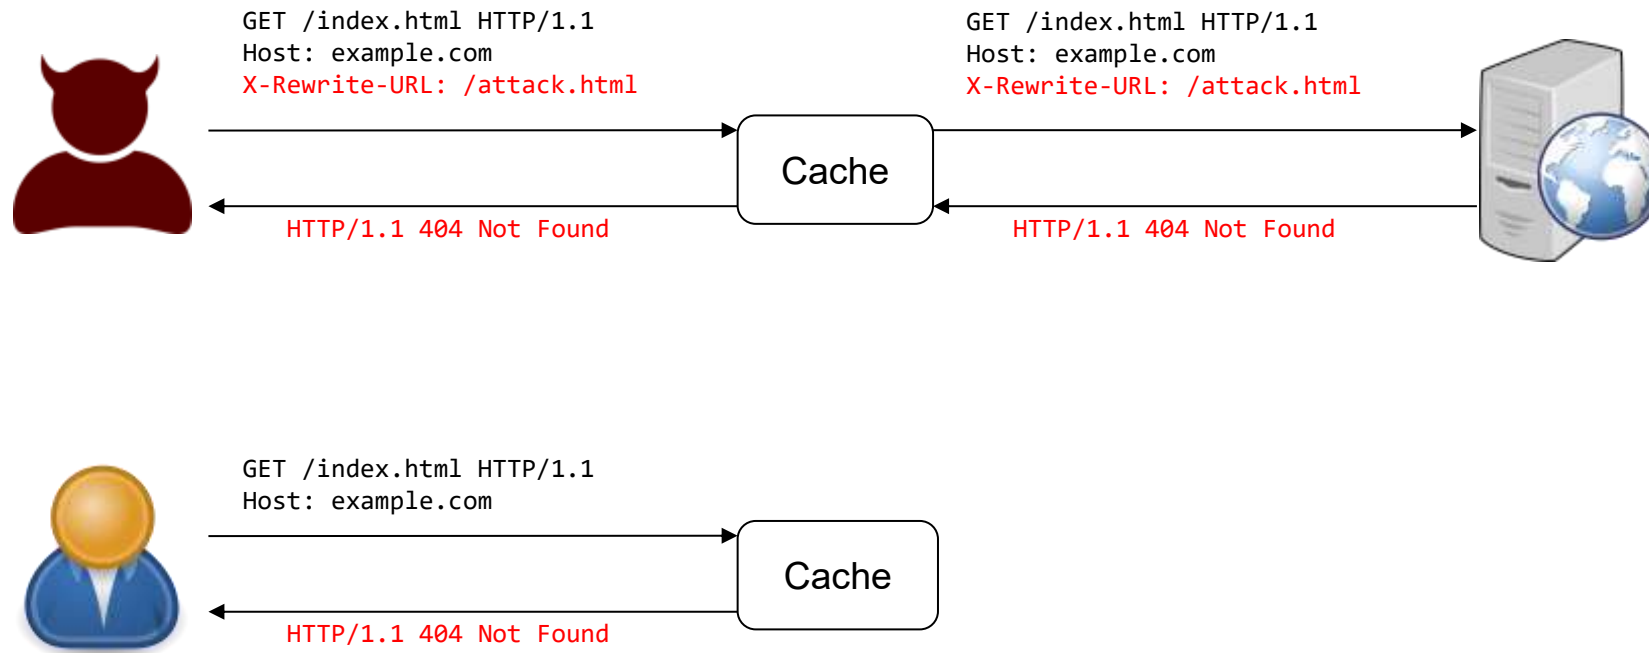 GET /index.html HTTP/1.1
Host: example.com
X-Rewrite-URL: /attack.html
GET /index.html HTTP/1.1
Host: example.com
X-Rewrite-URL: /attack.html
Cache
HTTP/1.1 404 Not Found
HTTP/1.1 404 Not Found
GET /index.html HTTP/1.1
Host: example.com
Cache
HTTP/1.1 404 Not Found